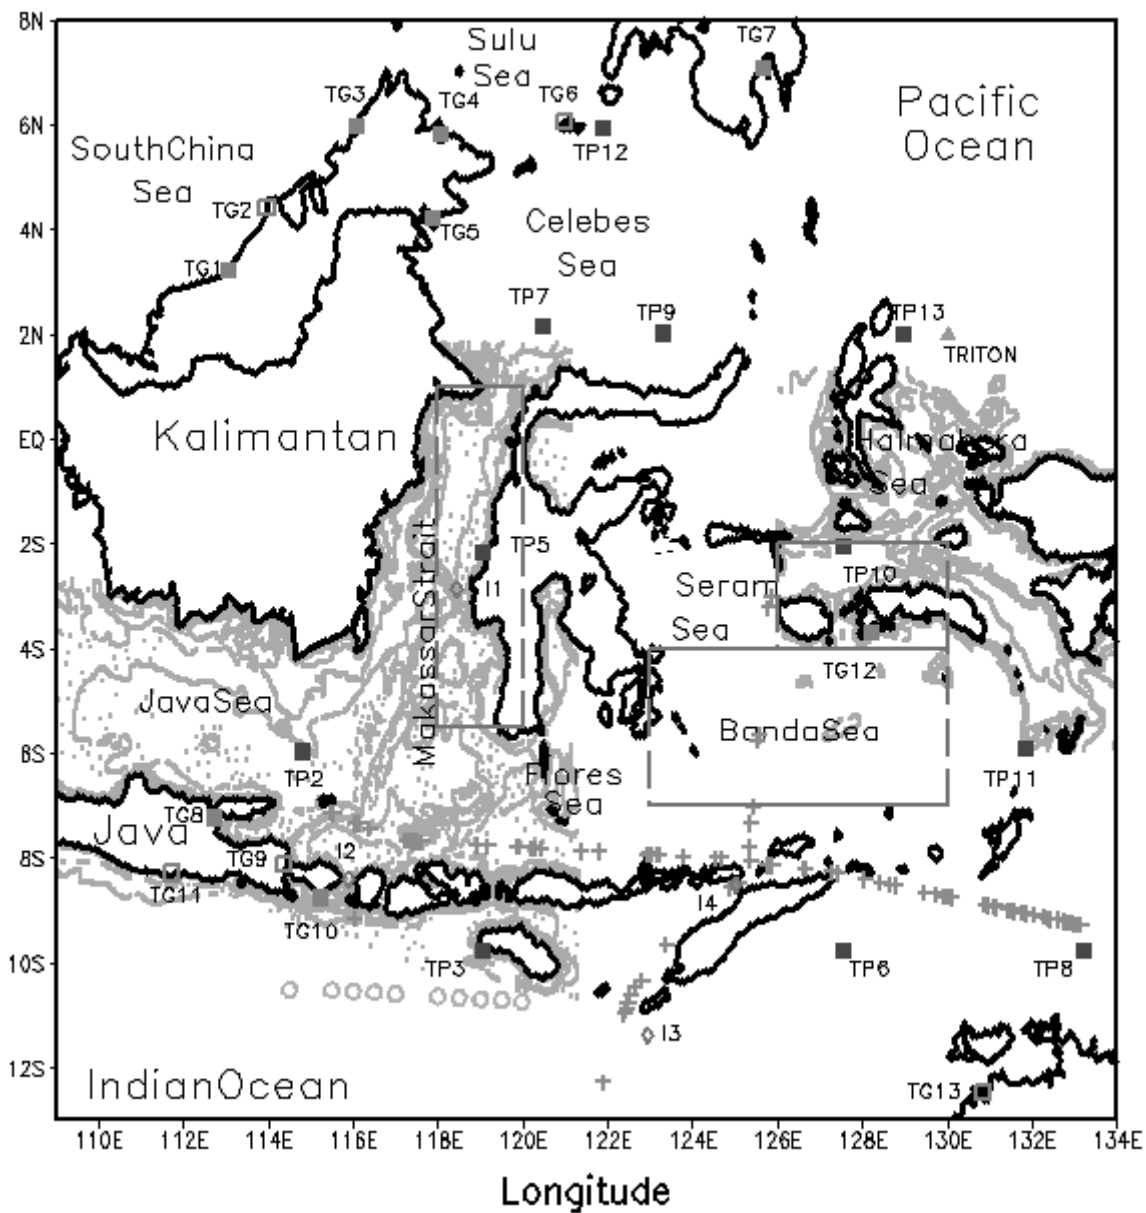 8N
Sulu
TG7
Sea
TG3
TG4
TG6
Pacific
6N
Ocean
SouthChina
TP12
Sea
TG2
Celebes
4N
TG5
Sea
TG1
TP7
TP9
TP13
2N
TRITON
Kalimantan
EQ
Halmahera
Sea
2S
MakassarStrait
TP5
TP10
I1
Seram
Sea
4S
TG12
JavaSea
BandaSea
6S
TP2
Flores
TP11
Sea
TG8
Java
8S
TG9
I2
TG11
I4
TG10
10S
TP3
TP6
TP8
I3
12S
IndianOcean
TG13
110E 112E 114E 116E 118E 120E 122E 124E 126E 128E 130E 132E 134E
Longitude